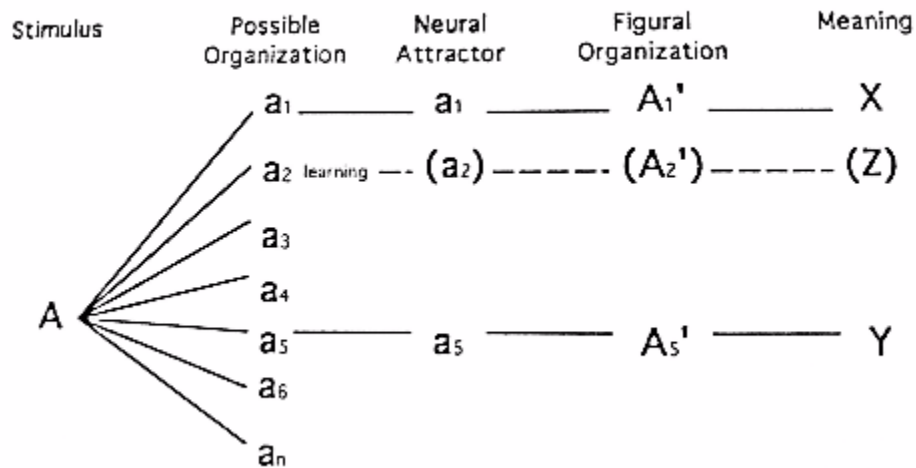 Stimulus Possible Organization Neural Attractor Figural Organization Meaning
a1 a1 A1' X
a2 learning (a2) (A2') (Z)
a3
a4
A
a5 a5 A5' Y
a6
an